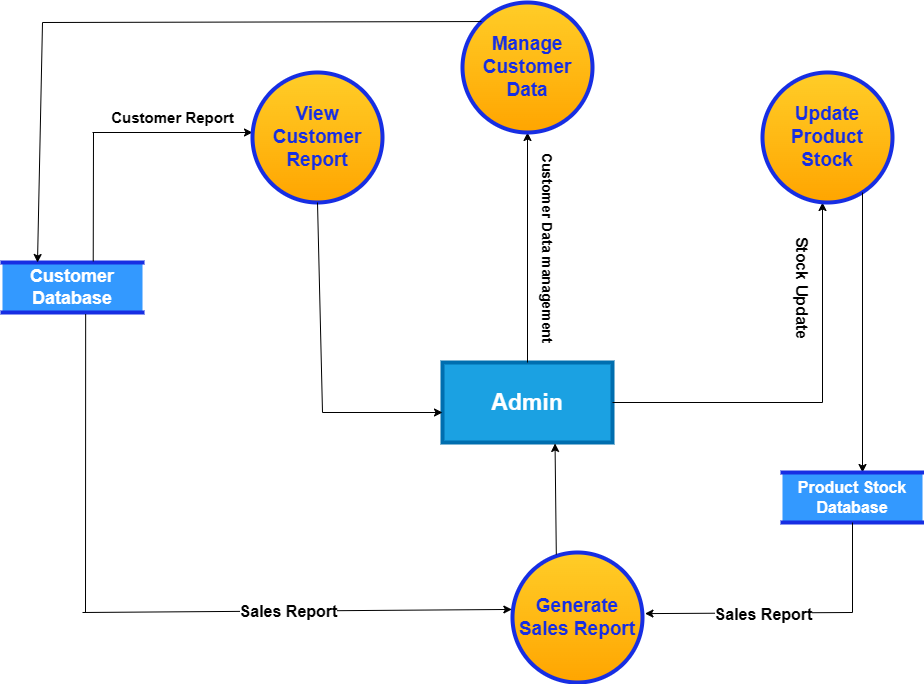 Manage
Customer
Data
View
Customer
Report
Update
Product
Stock
Customer Report
Customer Data management
Stock Update
Customer
Database
Admin
Product Stock
Database
Generate
Sales Report
Sales Report
Sales Report